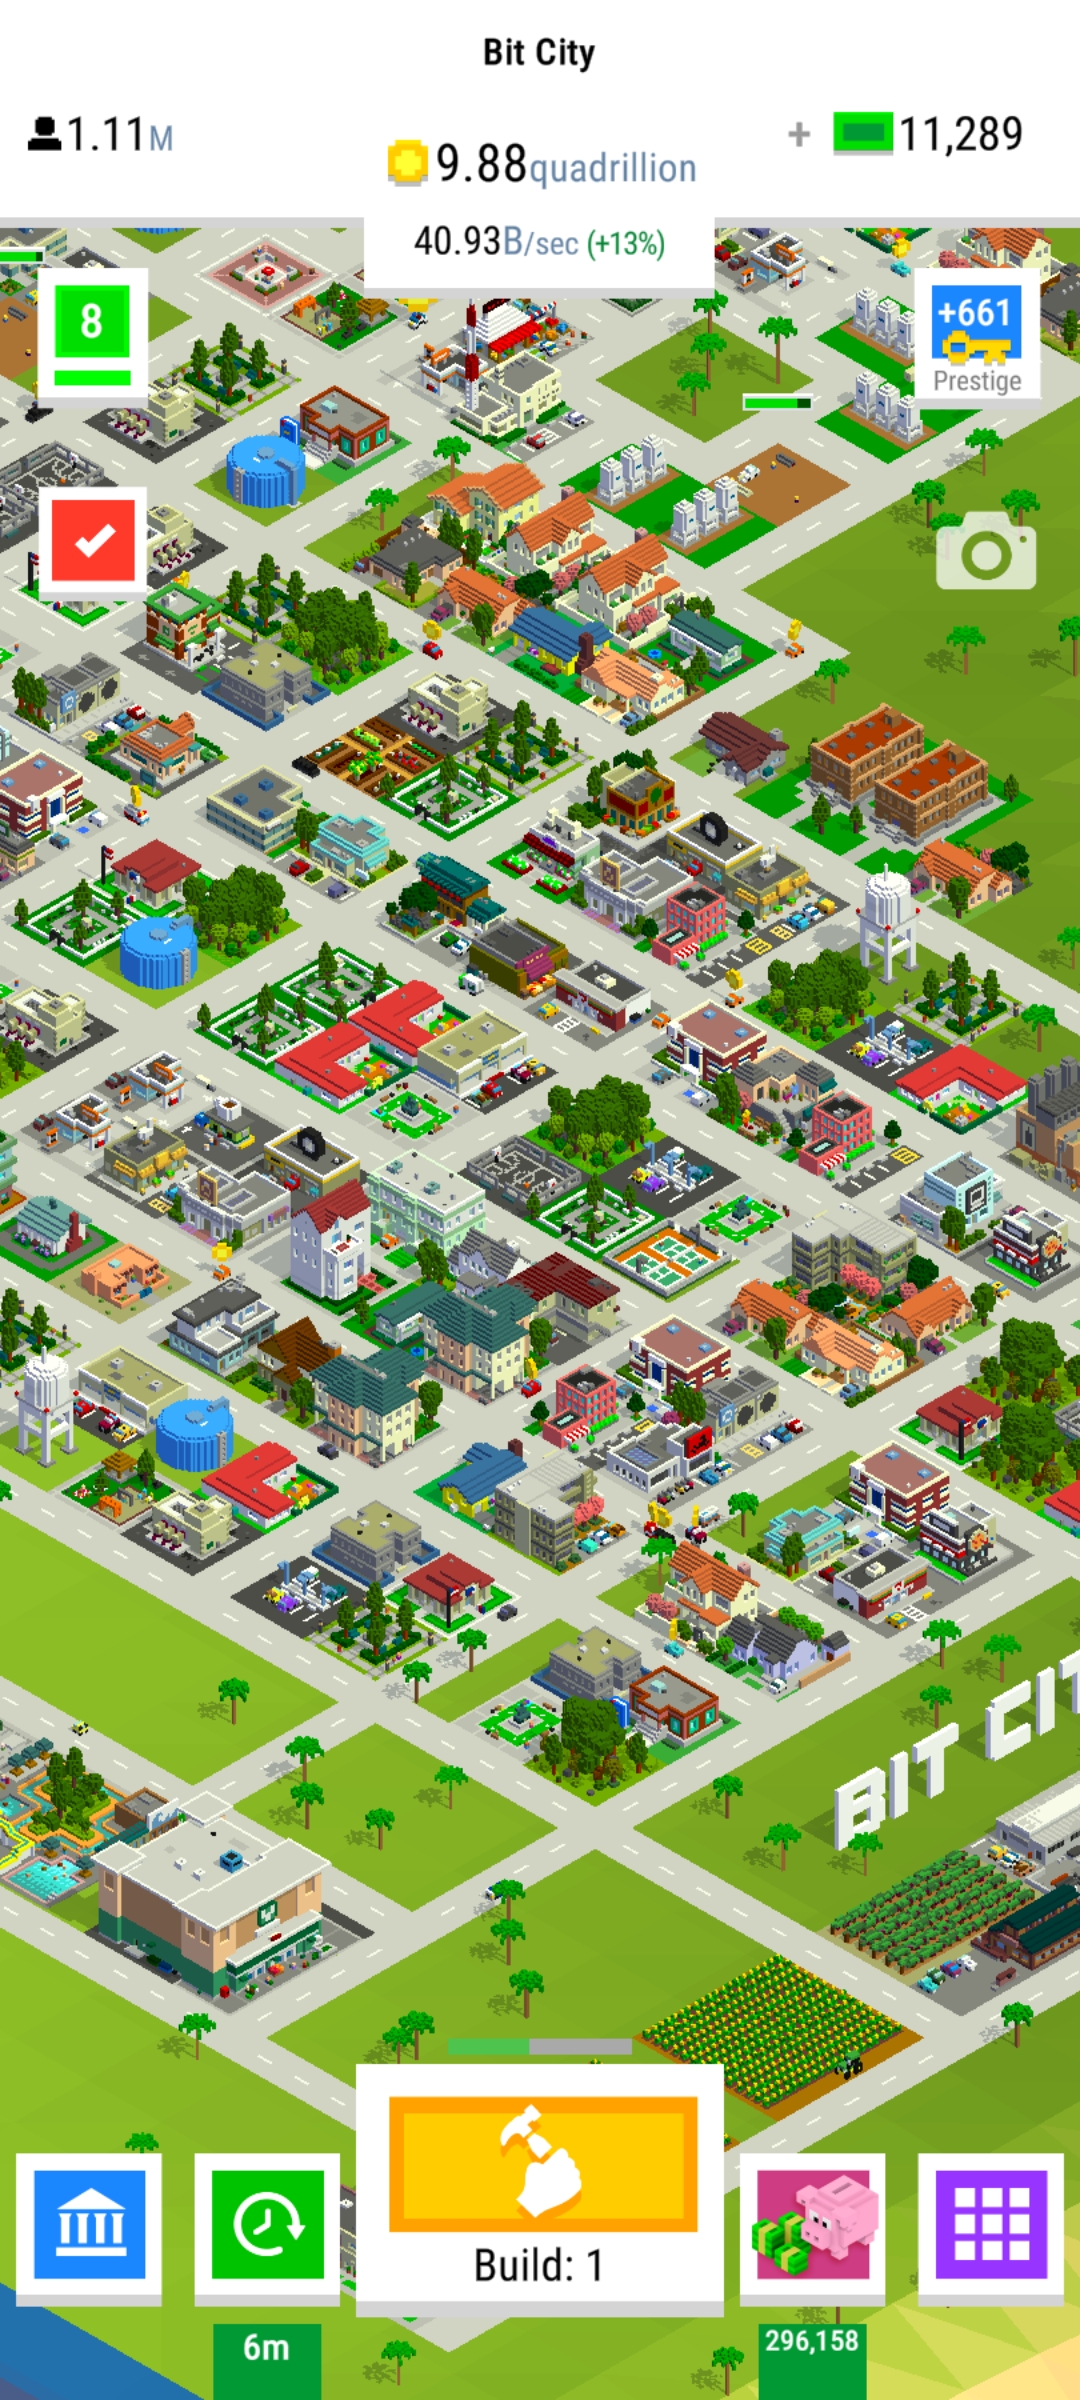 Bit City
1.11M
9.88quadrillion
+ 11,289
40.93B/sec (+13%)
8
+661
Prestige
BIT CIT
Build: 1
6m
296,158